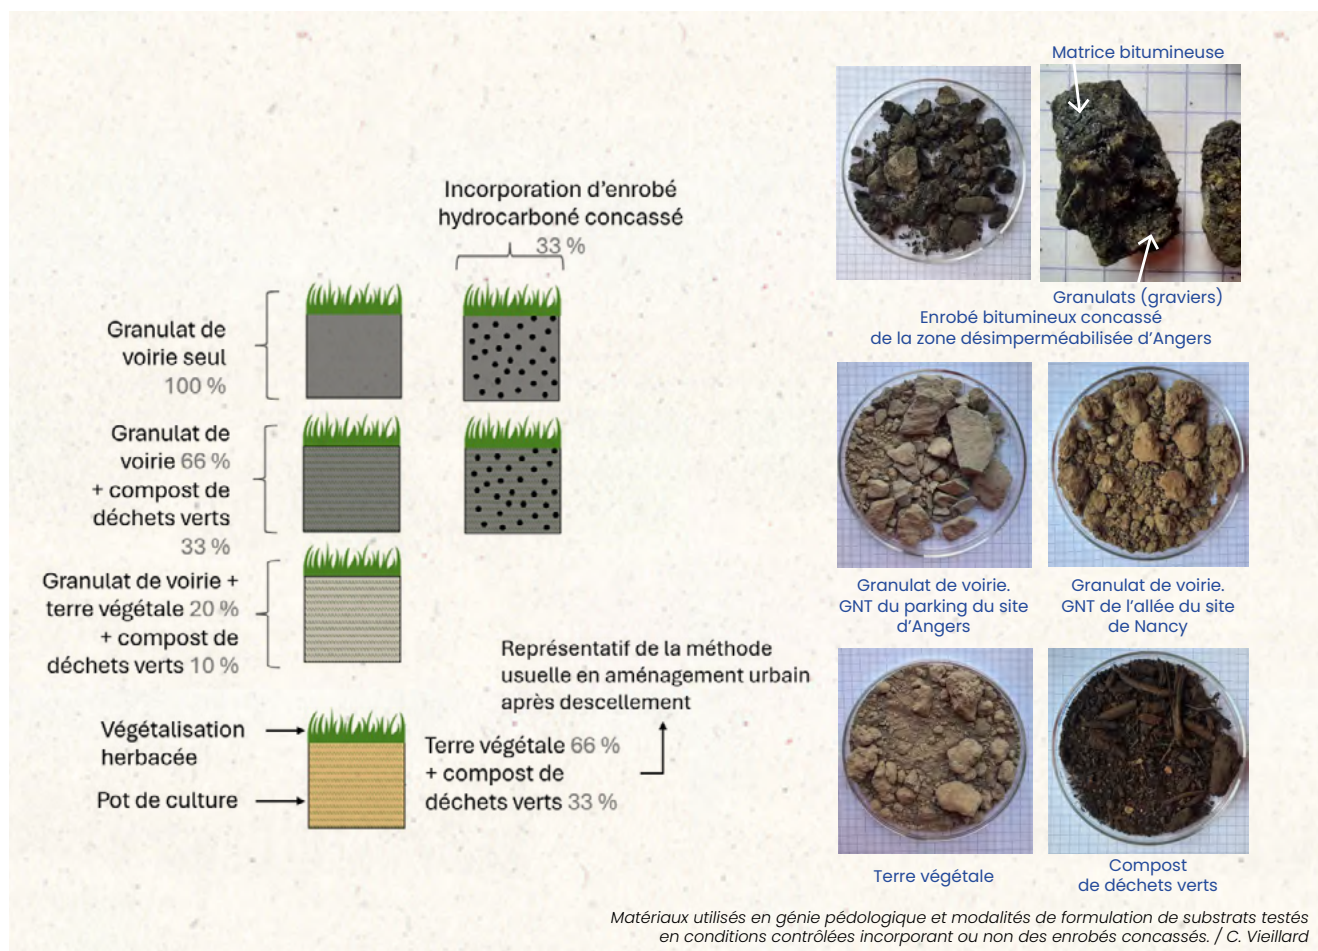 Incorporation d'enrobé
hydrocarboné concassé
33 %
Granulat de
voirie seul
100 %
Granulat de
voirie 66 %
+ compost de
déchets verts
33 %
Granulat de voirie +
terre végétale 20 %
+ compost de
déchets verts 10 %
Végétalisation
herbacée
Pot de culture
Terre végétale 66 %
+ compost de
déchets verts 33 %
Représentatif de la méthode
usuelle en aménagement urbain
après descellement
Matrice bitumineuse
Granulats (graviers)
Enrobé bitumineux concassé
de la zone désimperméabilisée d'Angers
Granulat de voirie.
GNT du parking du site
d'Angers
Granulat de voirie.
GNT de l'allée du site
de Nancy
Terre végétale
Compost
de déchets verts
Matériaux utilisés en génie pédologique et modalités de formulation de substrats testés
en conditions contrôlées incorporant ou non des enrobés concassés. / C. Vieillard